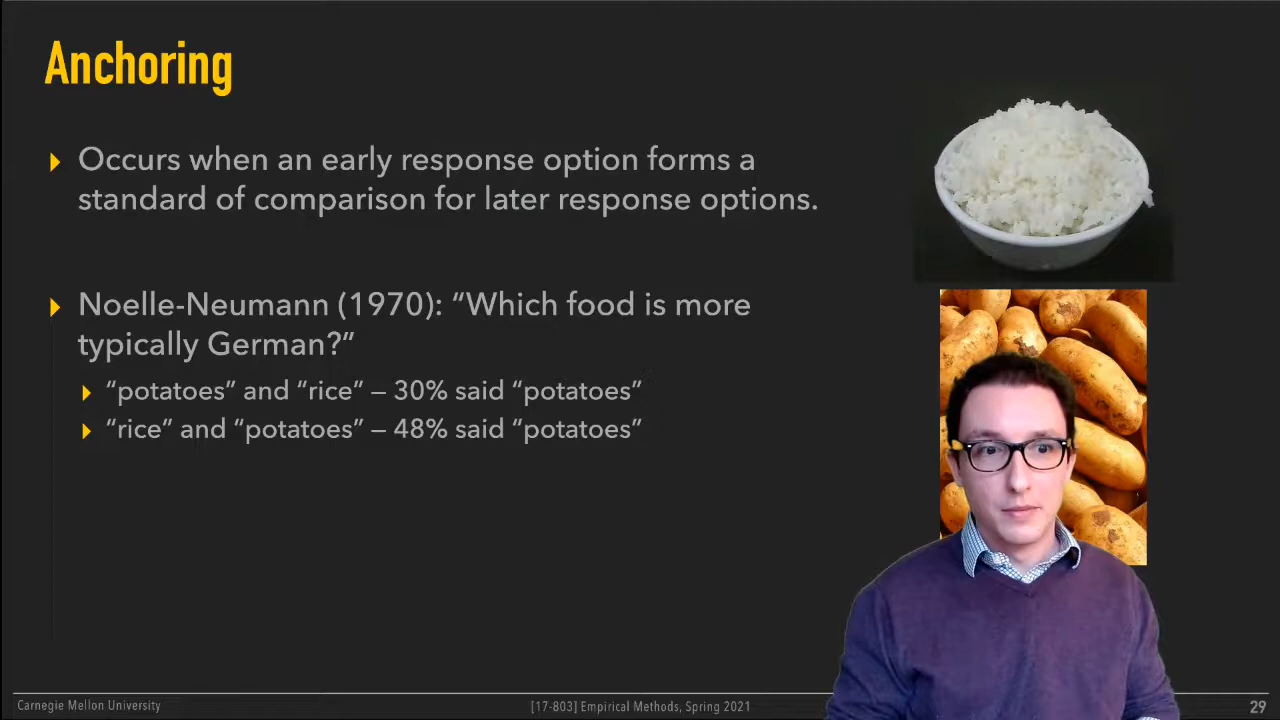 Anchoring
Occurs when an early response option forms a
standard of comparison for later response options.
Noelle-Neumann (1970): “Which food is more
typically German?”
“potatoes” and “rice” – 30% said “potatoes”
“rice” and “potatoes” – 48% said “potatoes”
Carnegie Mellon University
[17-803] Empirical Methods, Spring 2021
29